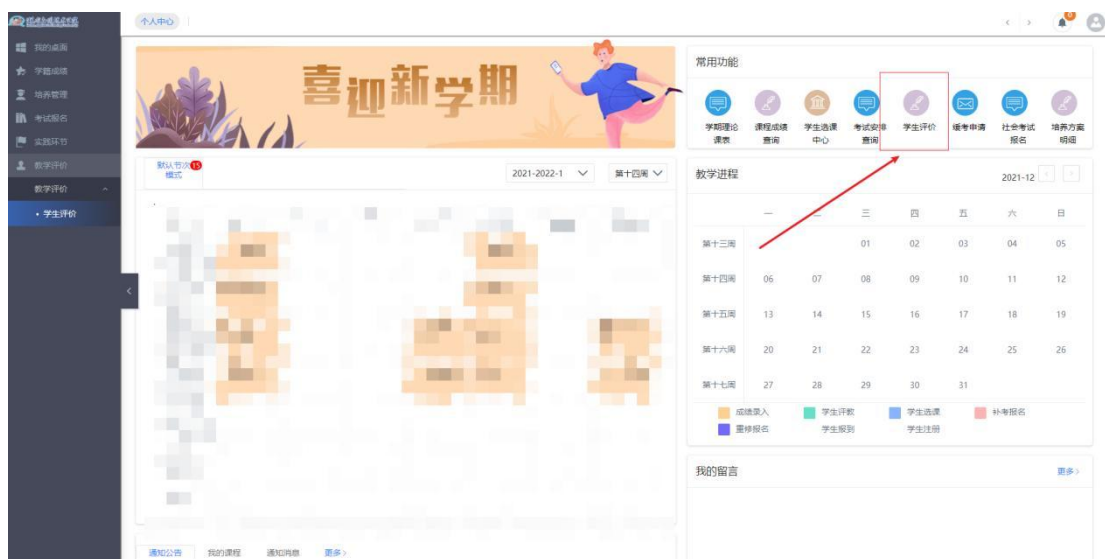 个人中心
0
我的桌面
学籍成绩
培养管理
考试报名
实践环节
教学评价
教学评价
学生评价
喜迎新学期
常用功能
学期理论课表
课程成绩查询
学生选课中心
考试安排查询
学生评价
缓考申请
社会考试报名
培养方案明细
默认节次模式
15
2021-2022-1
第十四周
教学进程
2021-12
一 二 三 四 五 六 日
第十三周 01 02 03 04 05
第十四周 06 07 08 09 10 11 12
第十五周 13 14 15 16 17 18 19
第十六周 20 21 22 23 24 25 26
第十七周 27 28 29 30 31
成绩录入 学生评教 学生选课 补考报名
重修报名 学生报到 学生注册
我的留言
更多>
通知公告 我的课程 通知消息 更多>